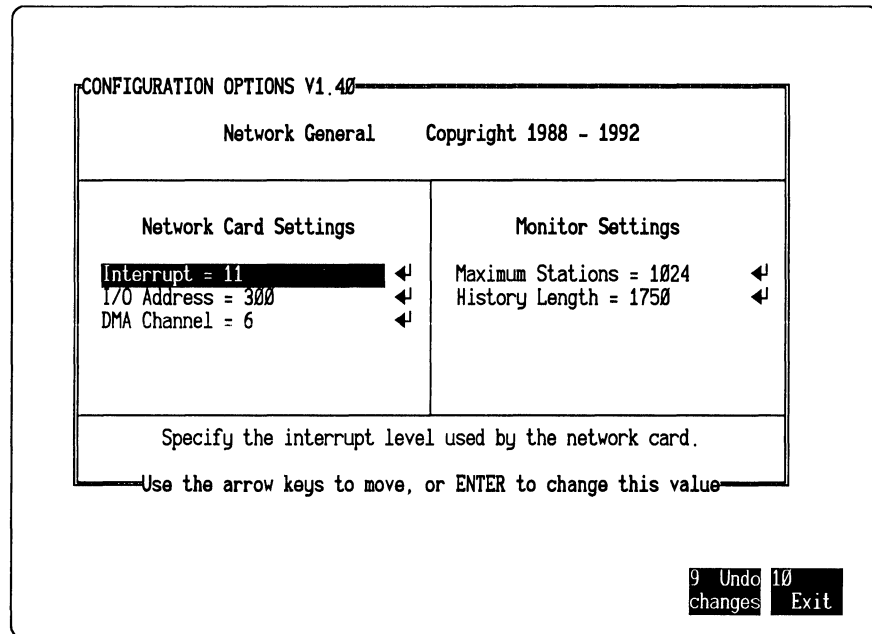 CONFIGURATION OPTIONS V1.40
Network General Copyright 1988 - 1992
Network Card Settings
Interrupt = 11
I/O Address = 300
DMA Channel = 6
Monitor Settings
Maximum Stations = 1024
History Length = 1750
Specify the interrupt level used by the network card.
Use the arrow keys to move, or ENTER to change this value
9 Undo changes
10 Exit